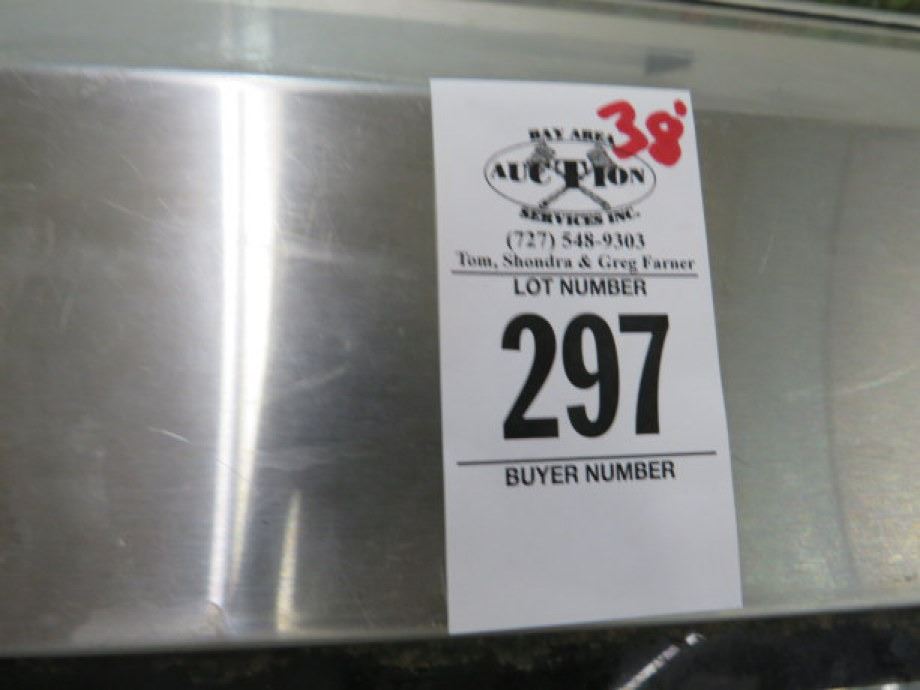 38°
BAY AREA
AUCTION
SERVICES INC.
(727) 548-9303
Tom, Shondra & Greg Farner
LOT NUMBER
297
BUYER NUMBER